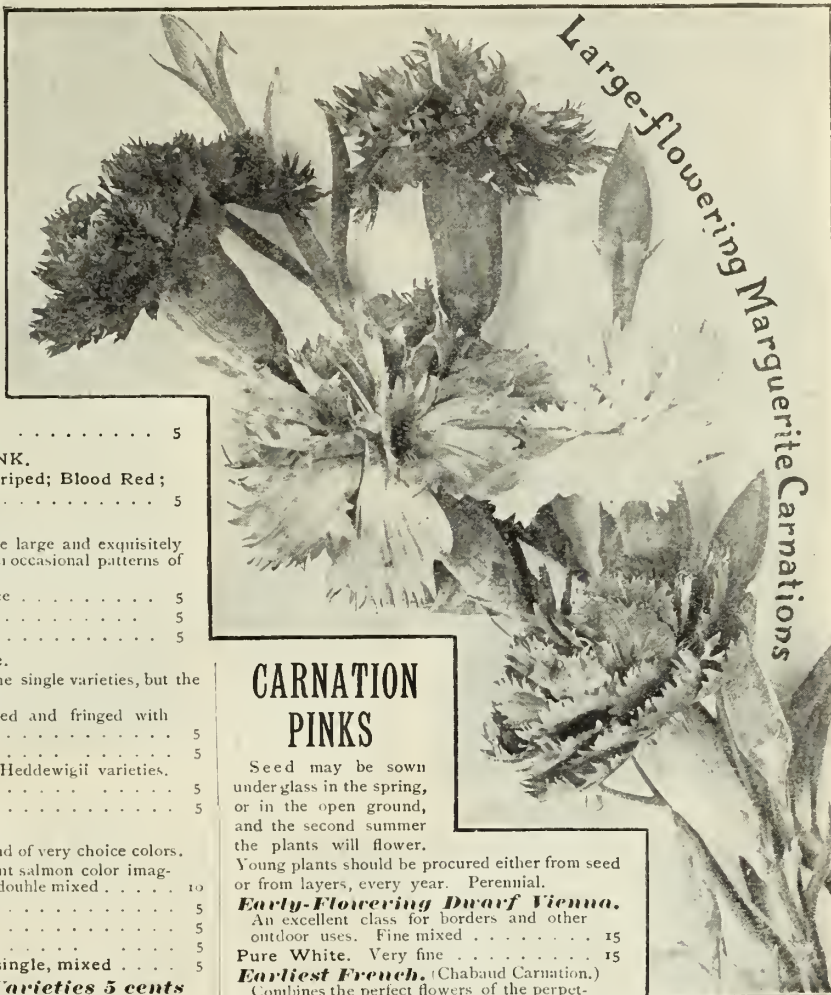 Large-flowering Marguerite Carnations
. . . . . . . . . 5
NK.
riped; Blood Red;
. . . . . . . . . . . 5
e large and exquisitely
occasional patterns of
e . . . . . . . . . . . 5
. . . . . . . . . . . 5
. . . . . . . . . . . 5
ne single varieties, but the
ed and fringed with
. . . . . . . . . . . 5
. . . . . . . . . . . 5
Heddewigii varieties.
. . . . . . . . . . . 5
. . . . . . . . . . . 5
nd of very choice colors.
nt salmon color imag-
double mixed . . . . . 10
. . . . . . . . . . . 5
. . . . . . . . . . . 5
. . . . . . . . . . . 5
single, mixed . . . . 5
Varieties 5 cents
CARNATION
PINKS
Seed may be sown
under glass in the spring,
or in the open ground,
and the second summer
the plants will flower.
Young plants should be procured either from seed
or from layers, every year. Perennial.
Early-Flowering Dwarf Vienna.
An excellent class for borders and other
outdoor uses. Fine mixed . . . . . . . . . 15
Pure White. Very fine . . . . . . . . . 15
Earliest French. (Chabaud Carnation.)
Combines the perfect flowers of the perpet-